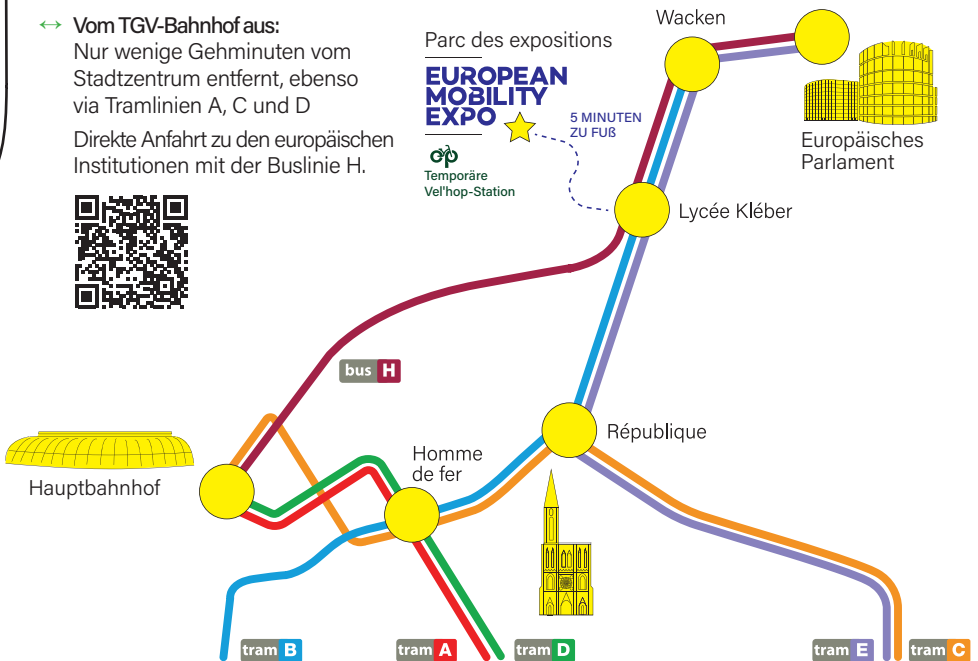 Vom TGV-Bahnhof aus:
Nur wenige Gehminuten vom
Stadtzentrum entfernt, ebenso
via Tramlinien A, C und D
Direkte Anfahrt zu den europäischen
Institutionen mit der Buslinie H.
Parc des expositions
EUROPEAN
MOBILITY
EXPO
5 MINUTEN
ZU FUß
Temporäre
Vel'hop-Station
Wacken
Europäisches
Parlament
Lycée Kléber
bus H
Hauptbahnhof
Homme
de fer
République
tram B
tram A
tram D
tram E
tram C